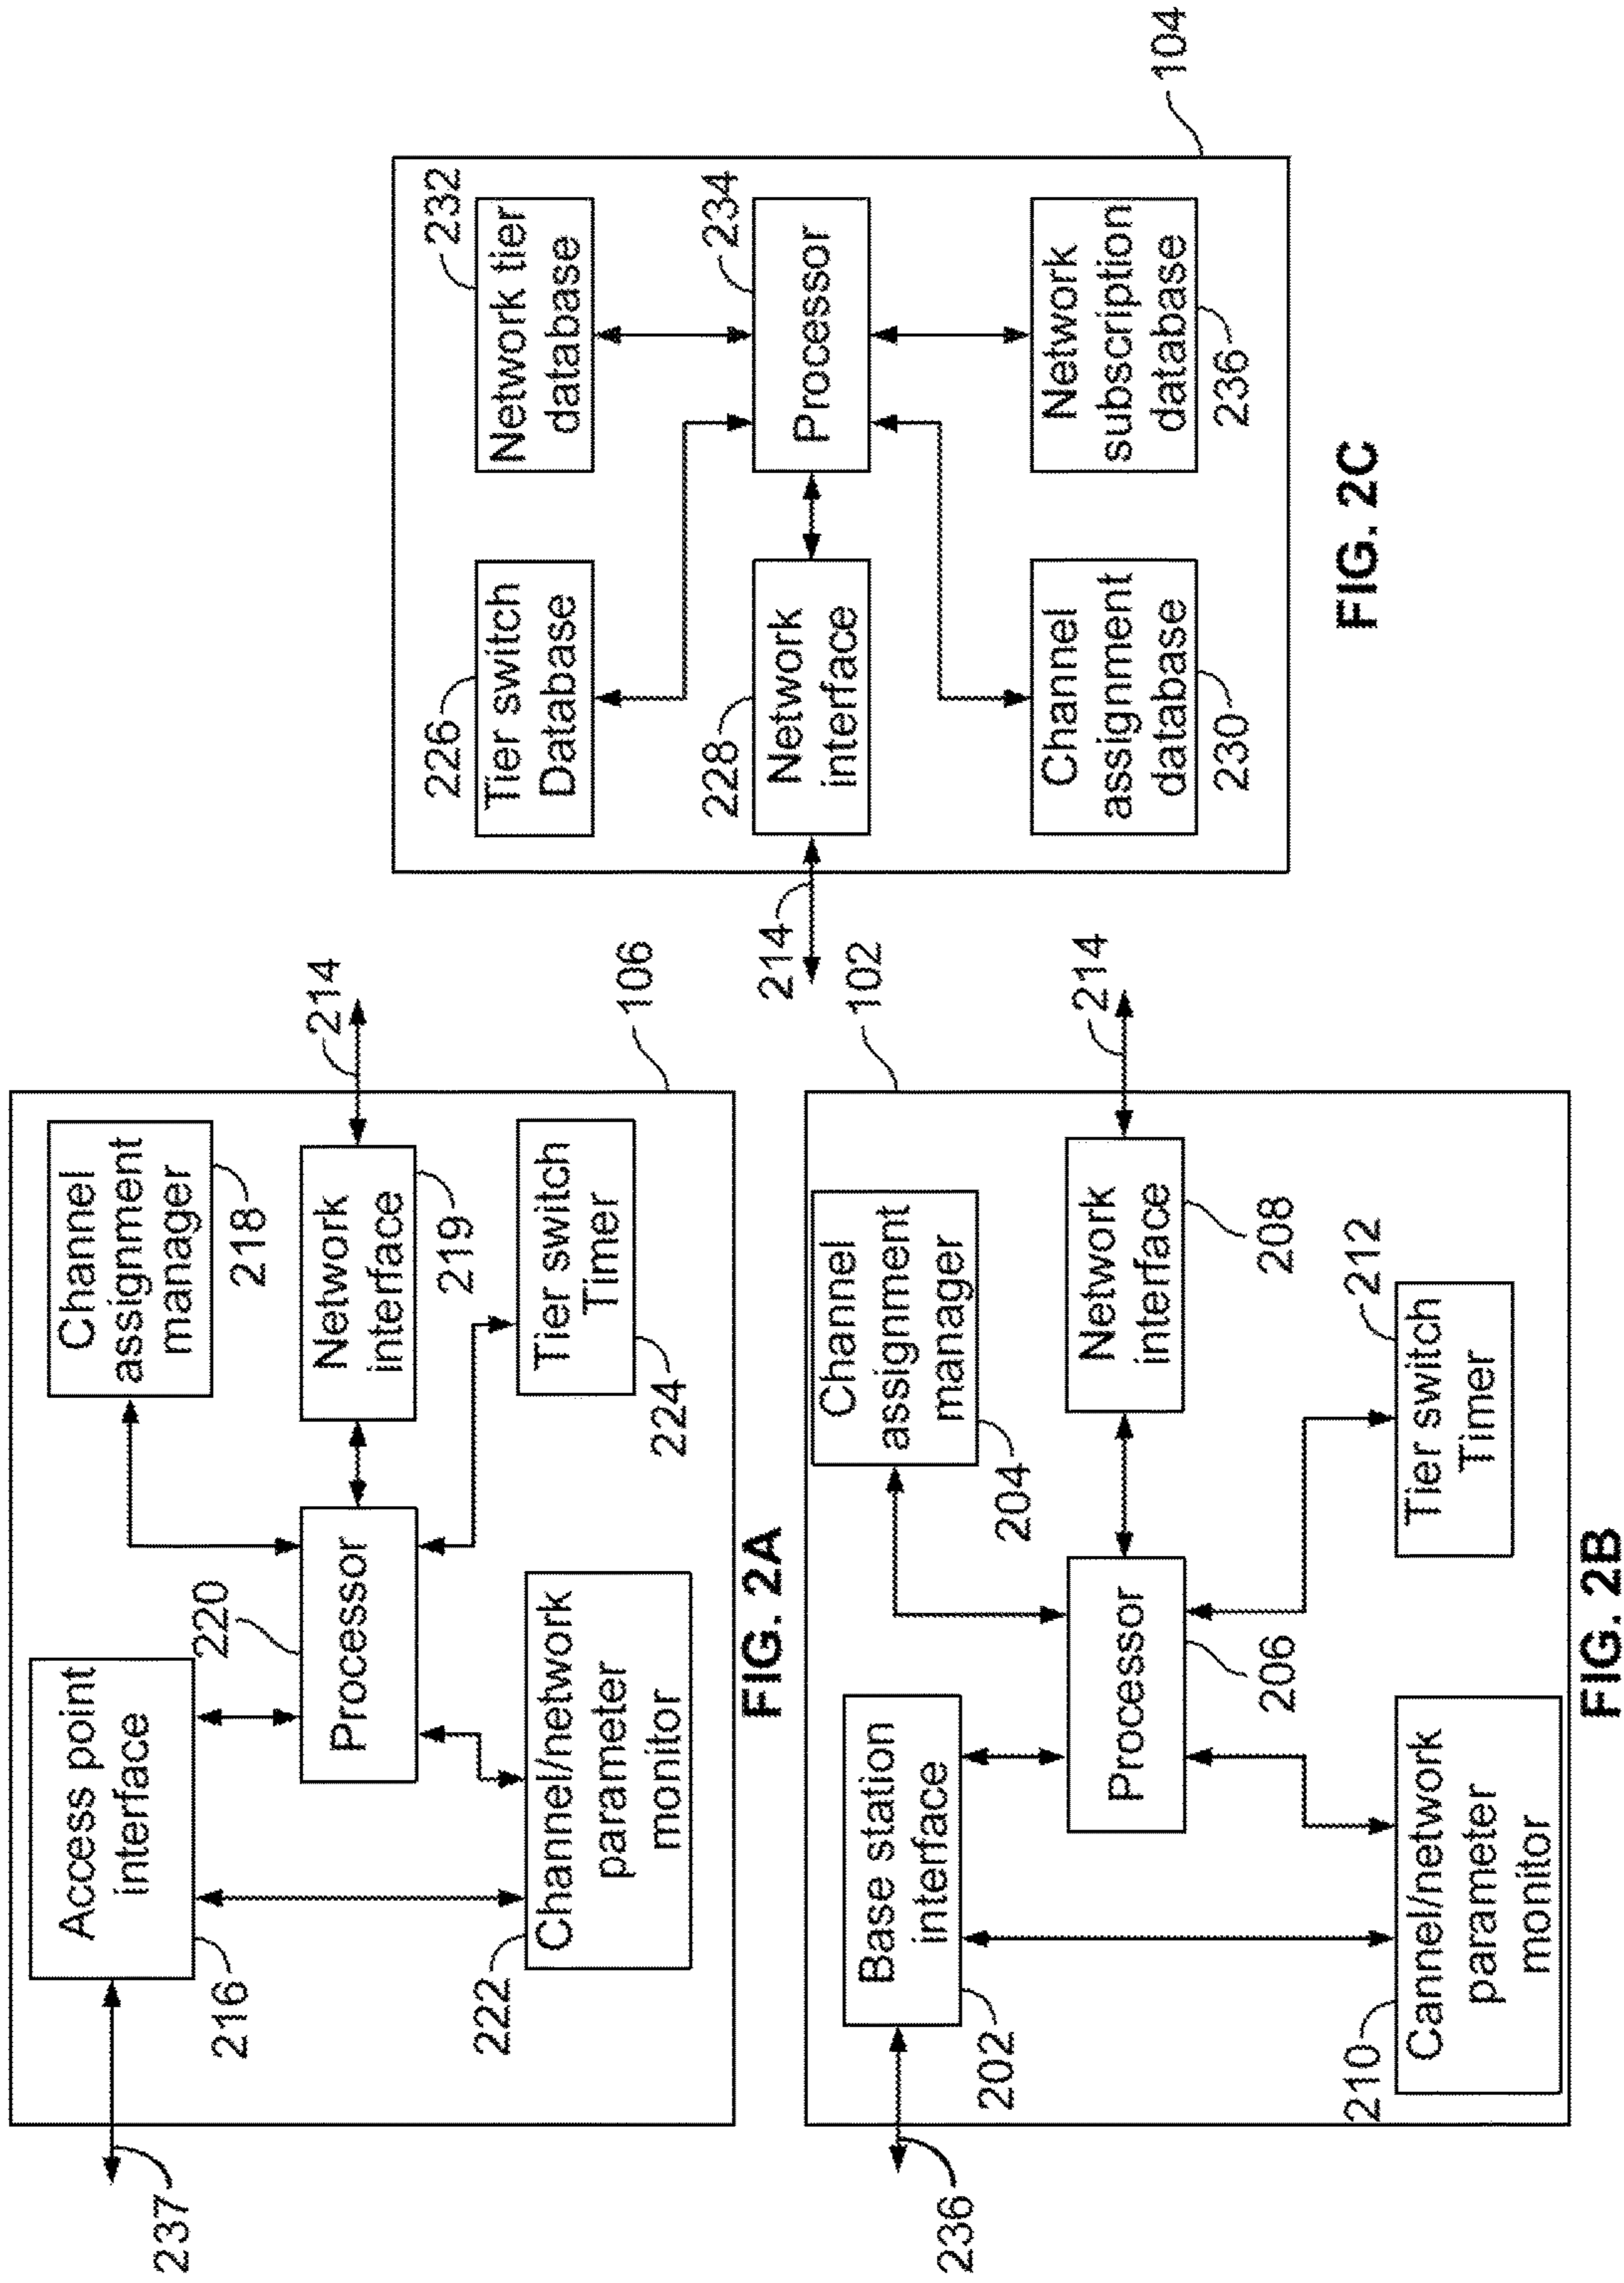 237
Access point
interface
216
220
Processor
Channel
assignment
manager
218
214
Network
interface
219
222
Channel/network
parameter
monitor
Tier switch
Timer
224
106
FIG. 2A
236
Base station
interface
202
Channel
assignment
manager
204
102
Processor
206
Network
interface
208
214
210
Cannel/network
parameter
monitor
Tier switch
Timer
212
FIG. 2B
226
Tier switch
Database
232
Network tier
database
214
228
Network
interface
234
Processor
Channel
assignment
database
230
Network
subscription
database
236
104
FIG. 2C